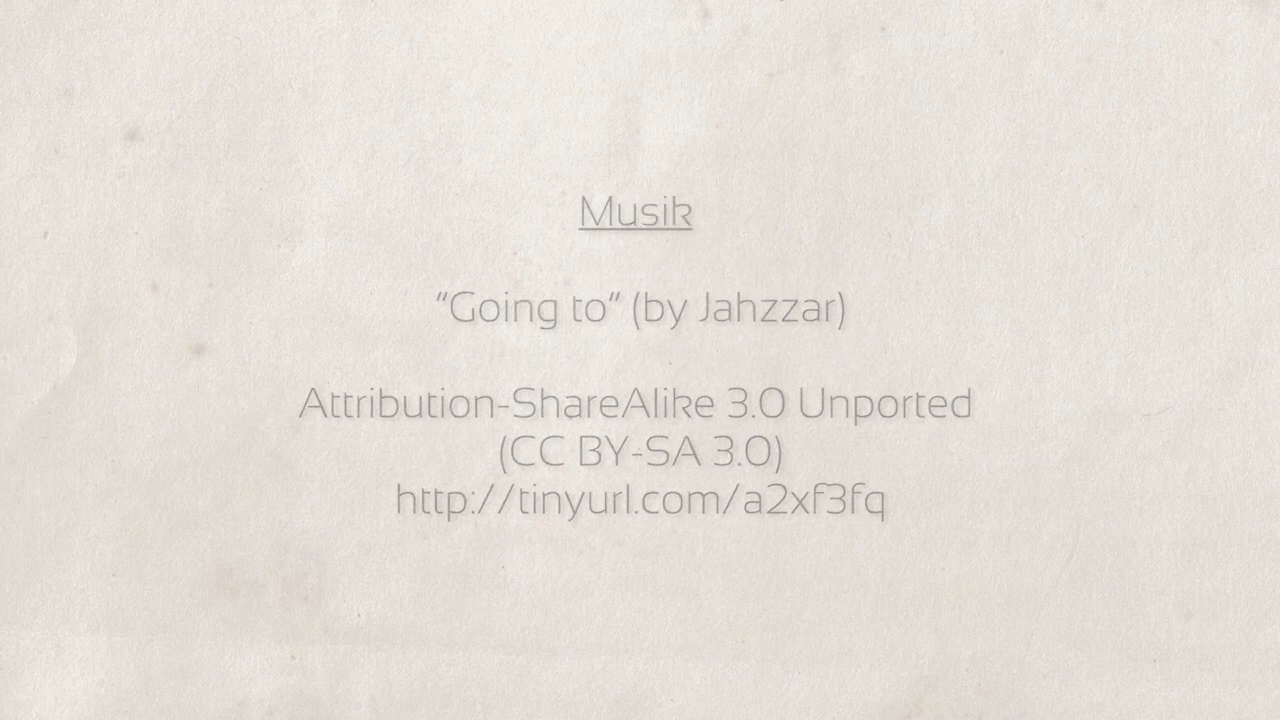 Musik
“Going to” (by Jahzzar)
Attribution-ShareAlike 3.0 Unported
(CC BY-SA 3.0)
http://tinyurl.com/a2xf3fq